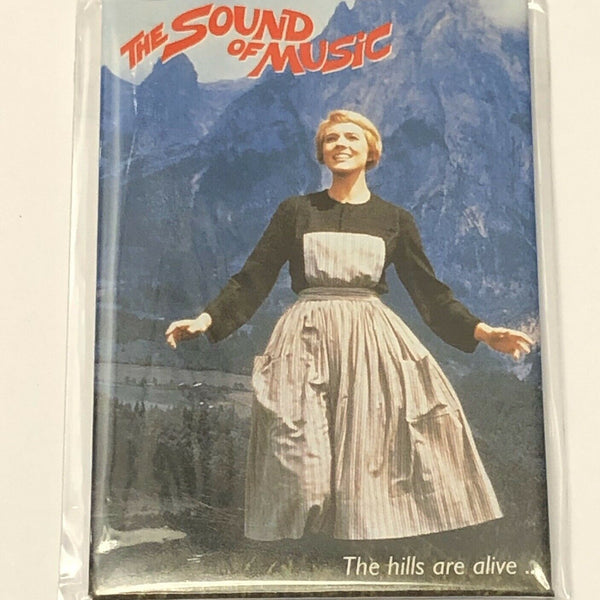 THE SOUND
OF MUSIC
The hills are alive ...